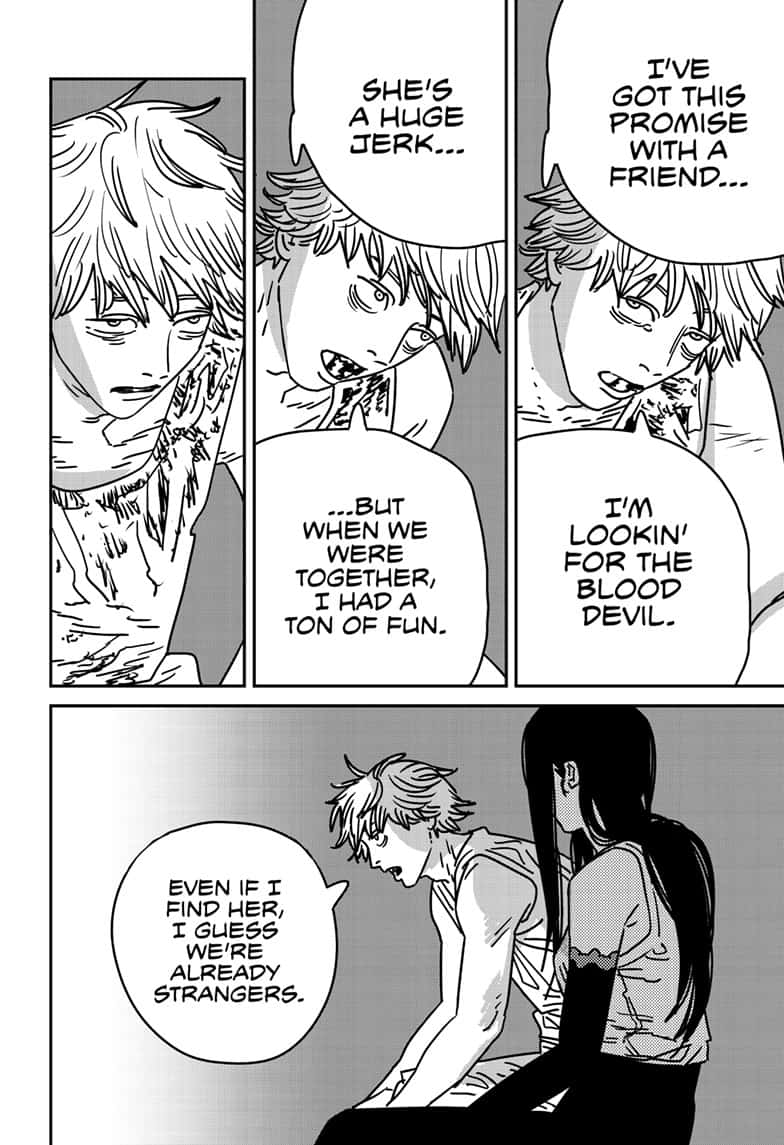 I'VE
GOT THIS
PROMISE
WITH A
FRIEND...
I'M
LOOKIN'
FOR THE
BLOOD
DEVIL.
SHE'S
A HUGE
JERK...
...BUT
WHEN WE
WERE
TOGETHER,
I HAD A
TON OF FUN.
EVEN IF I
FIND HER,
I GUESS
WE'RE
ALREADY
STRANGERS.